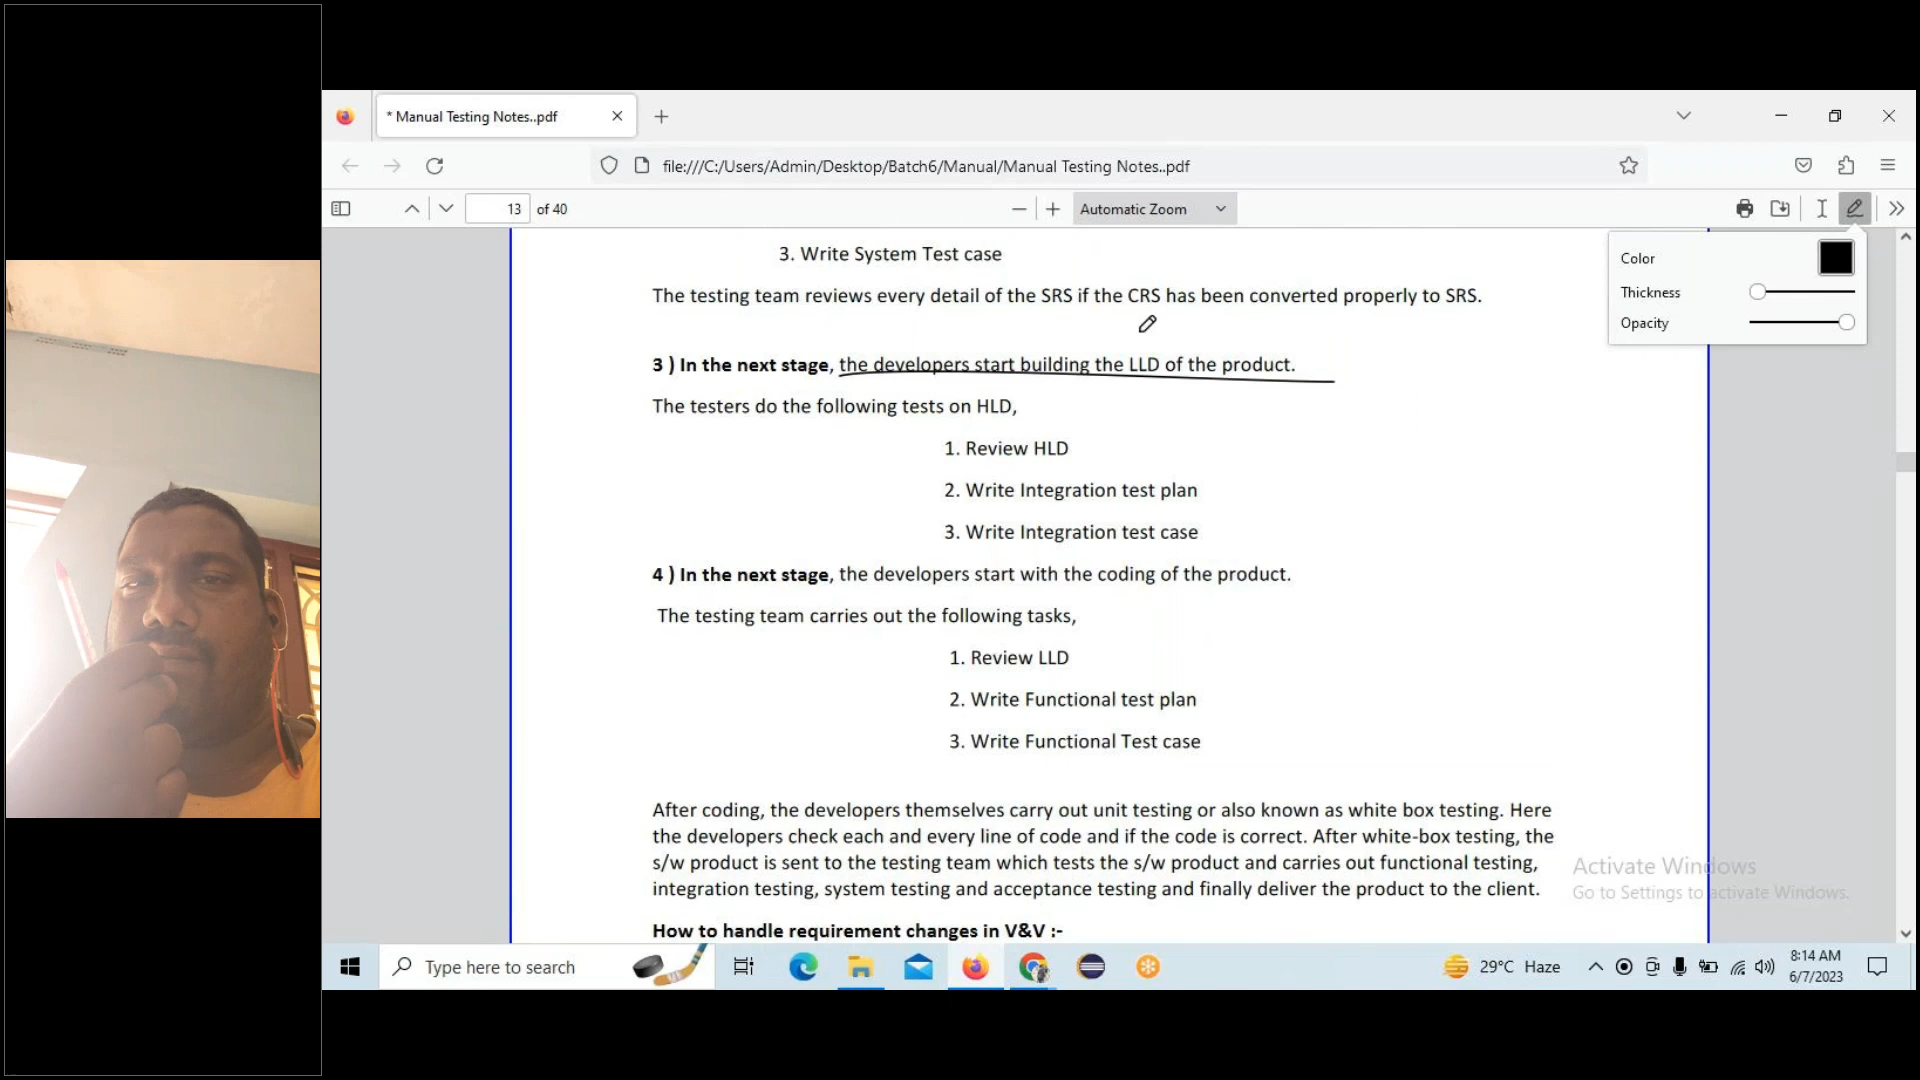 * Manual Testing Notes..pdf
file:///C:/Users/Admin/Desktop/Batch6/Manual/Manual Testing Notes..pdf
13 of 40
Automatic Zoom
Color
Thickness
Opacity
3. Write System Test case
The testing team reviews every detail of the SRS if the CRS has been converted properly to SRS.
3 ) In the next stage, the developers start building the LLD of the product.
The testers do the following tests on HLD,
1. Review HLD
2. Write Integration test plan
3. Write Integration test case
4 ) In the next stage, the developers start with the coding of the product.
The testing team carries out the following tasks,
1. Review LLD
2. Write Functional test plan
3. Write Functional Test case
After coding, the developers themselves carry out unit testing or also known as white box testing. Here
the developers check each and every line of code and if the code is correct. After white-box testing, the
s/w product is sent to the testing team which tests the s/w product and carries out functional testing,
integration testing, system testing and acceptance testing and finally deliver the product to the client.
Activate Windows
Go to Settings to activate Windows.
How to handle requirement changes in V&V :-
Type here to search
29°C Haze
8:14 AM
6/7/2023